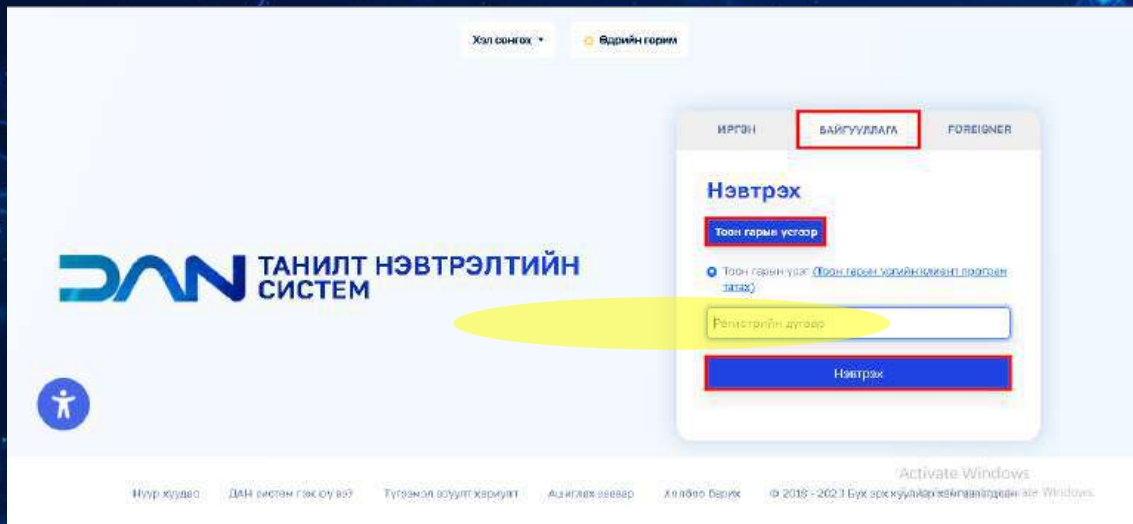 Хэл сонгох
Өдрийн горим
ИРГЭН
БАЙГУУЛЛАГА
FOREIGNER
Нэвтрэх
Тоон гарын үсгээр
Тоон гарын үсэг (Тоон гарын үсгийн клиент програм
татах)
Регистрийн дугаар
Нэвтрэх
DAN ТАНИЛТ НЭВТРЭЛТИЙН
СИСТЕМ
Activate Windows
Нүүр хуудас
ДАН систем гэж юу вэ?
Түгээмэл асуулт хариулт
Ашиглах заавар
Холбоо барих
© 2018 - 2023 Бүх эрх хуулиар хамгаалагдсан